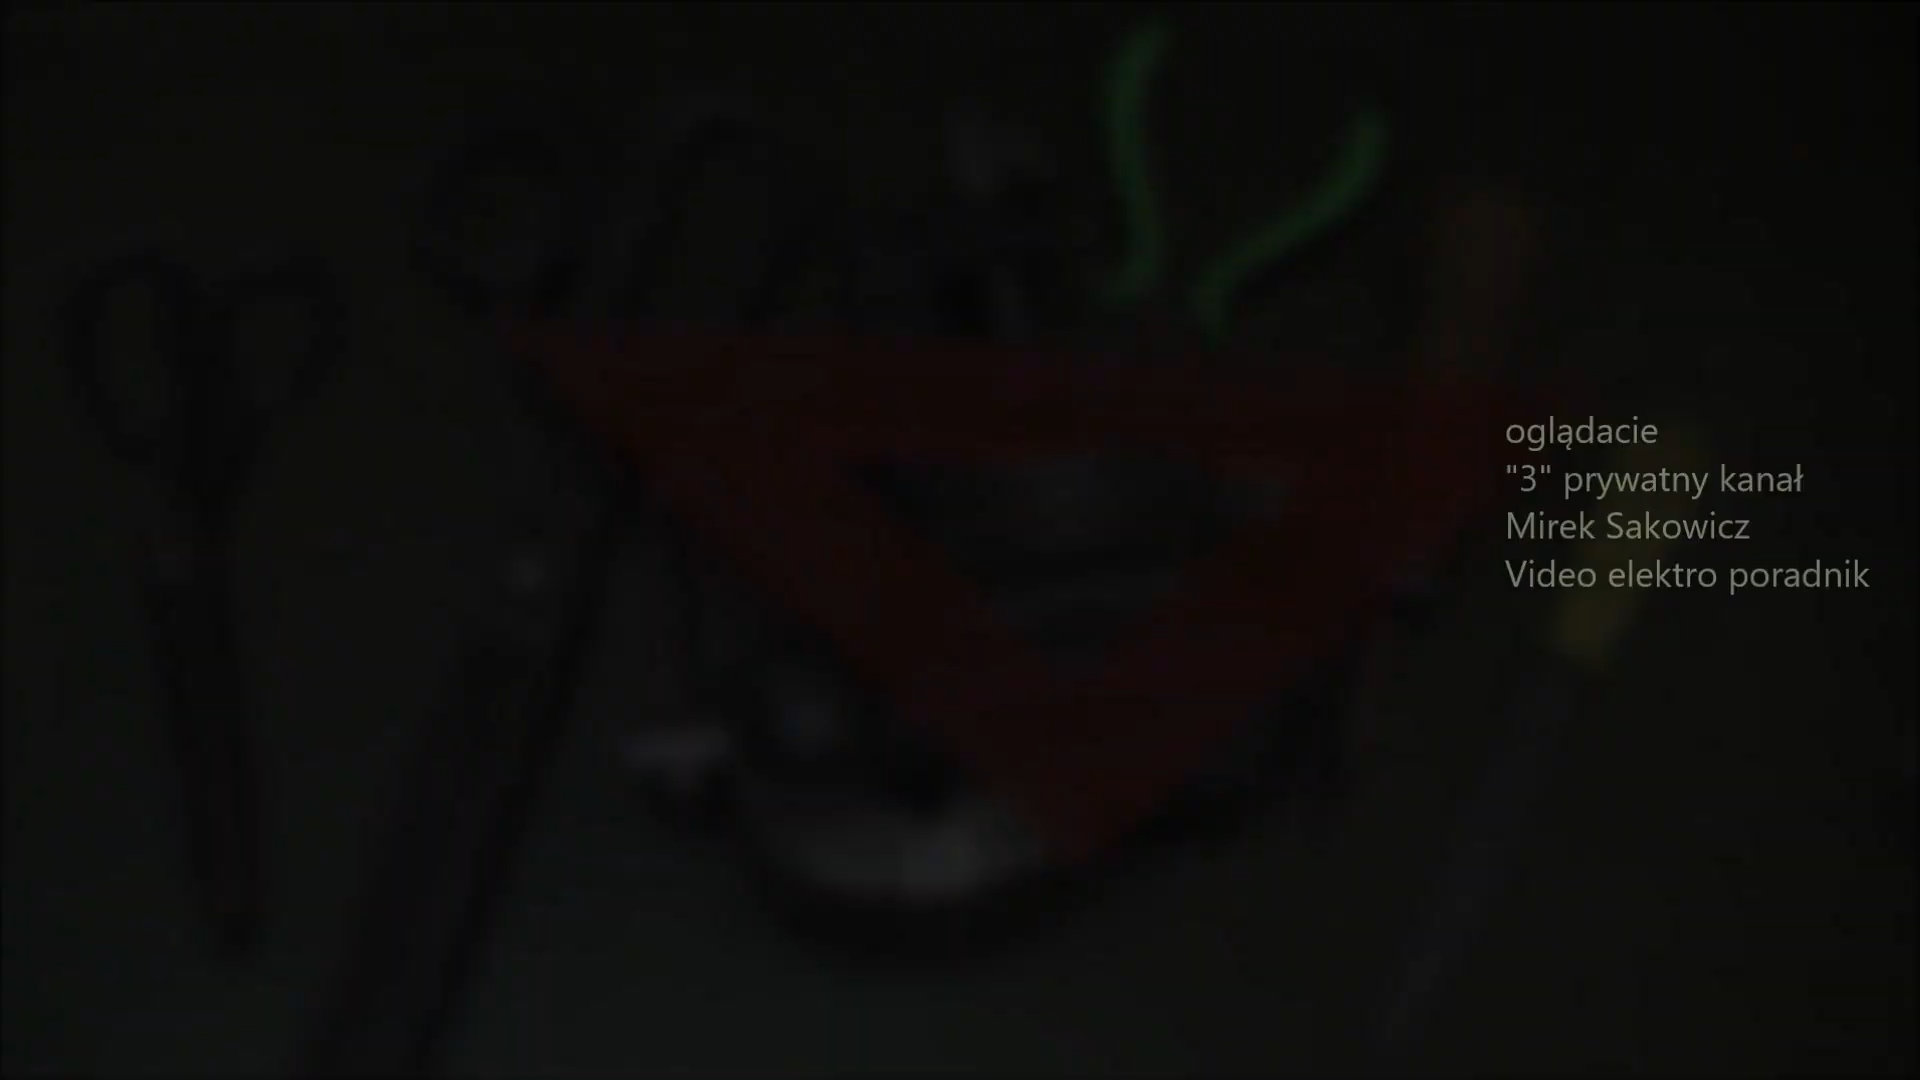 oglądacie
"3" prywatny kanał
Mirek Sakowicz
Video elektro poradnik